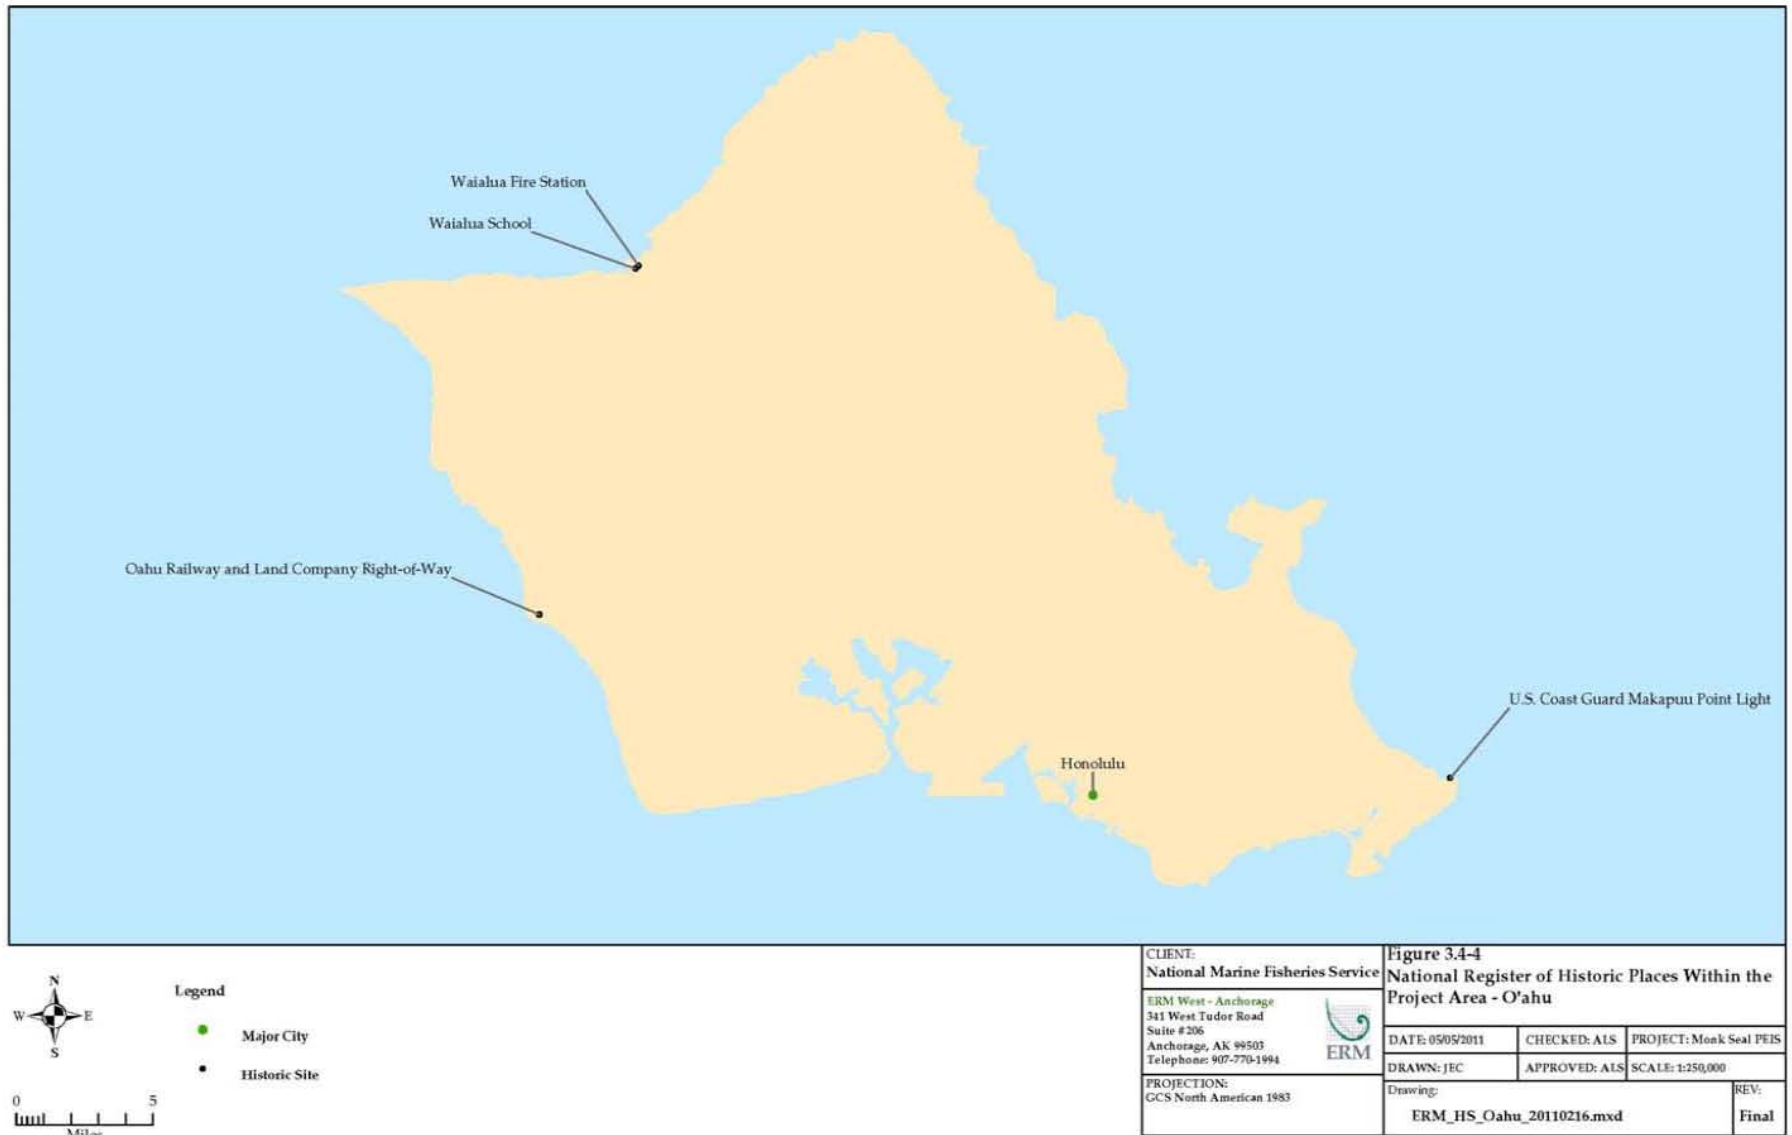 Waialua Fire Station
Waialua School
Oahu Railway and Land Company Right-of-Way
U.S. Coast Guard Makapuu Point Light
Honolulu
N
W E
S
0 5
Miles
Legend
Major City
Historic Site
CLIENT:
National Marine Fisheries Service
ERM West - Anchorage
341 West Tudor Road
Suite #206
Anchorage, AK 99503
Telephone: 907-770-1994
ERM
PROJECTION:
GCS North American 1983
Figure 3.4-4
National Register of Historic Places Within the
Project Area - O'ahu
DATE: 05/05/2011
CHECKED: ALS
PROJECT: Monk Seal PEIS
DRAWN: JEC
APPROVED: ALS
SCALE: 1:250,000
Drawing:
ERM_HS_Oahu_20110216.mxd
REV:
Final